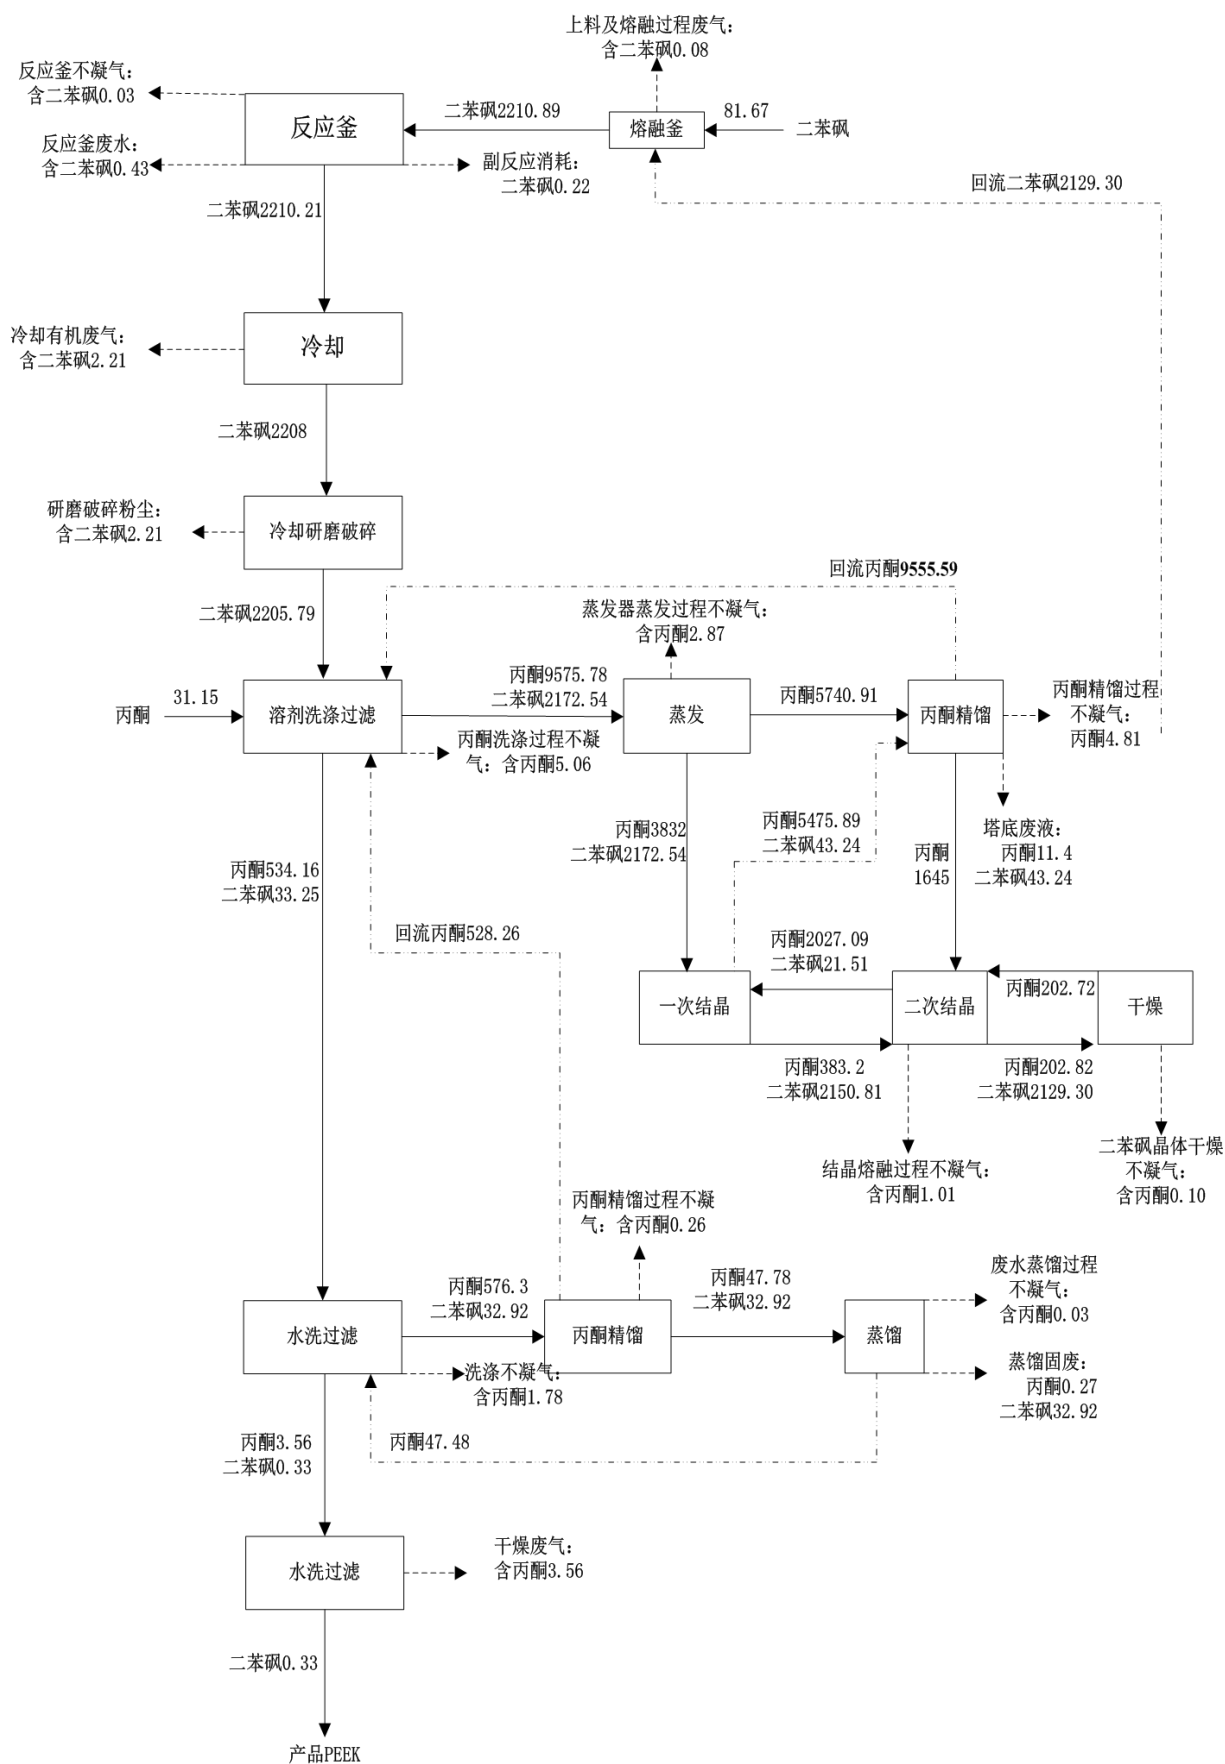 上料及熔融过程废气：
含二苯砜0.08
反应釜不凝气：
含二苯砜0.03
反应釜
二苯砜2210.89
熔融釜
81.67
二苯砜
反应釜废水：
含二苯砜0.43
副反应消耗：
二苯砜0.22
回流二苯砜2129.30
二苯砜2210.21
冷却有机废气：
含二苯砜2.21
冷却
二苯砜2208
研磨破碎粉尘：
含二苯砜2.21
冷却研磨破碎
回流丙酮9555.59
二苯砜2205.79
蒸发器蒸发过程不凝气：
含丙酮2.87
丙酮
31.15
溶剂洗涤过滤
丙酮9575.78
二苯砜2172.54
蒸发
丙酮5740.91
丙酮精馏
丙酮精馏过程
不凝气：
丙酮4.81
丙酮洗涤过程不凝
气：含丙酮5.06
丙酮3832
二苯砜2172.54
丙酮5475.89
二苯砜43.24
丙酮
1645
塔底废液：
丙酮11.4
二苯砜43.24
丙酮534.16
二苯砜33.25
回流丙酮528.26
丙酮2027.09
二苯砜21.51
一次结晶
二次结晶
丙酮202.72
干燥
丙酮383.2
二苯砜2150.81
丙酮202.82
二苯砜2129.30
结晶熔融过程不凝气：
含丙酮1.01
二苯砜晶体干燥
不凝气：
含丙酮0.10
丙酮精馏过程不凝
气：含丙酮0.26
水洗过滤
丙酮576.3
二苯砜32.92
丙酮精馏
丙酮47.78
二苯砜32.92
蒸馏
废水蒸馏过程
不凝气：
含丙酮0.03
洗涤不凝气：
含丙酮1.78
蒸馏固废：
丙酮0.27
二苯砜32.92
丙酮3.56
二苯砜0.33
丙酮47.48
水洗过滤
干燥废气：
含丙酮3.56
二苯砜0.33
产品PEEK